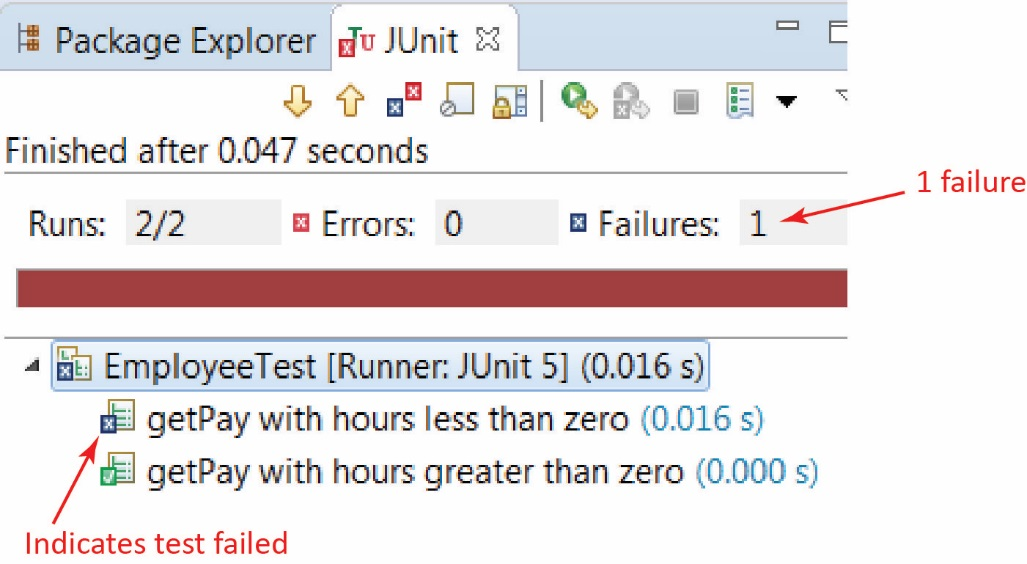 Package Explorer JUnit
Finished after 0.047 seconds
1 failure
Runs: 2/2 Errors: 0 Failures: 1
EmployeeTest [Runner: JUnit 5] (0.016 s)
getPay with hours less than zero (0.016 s)
getPay with hours greater than zero (0.000 s)
Indicates test failed